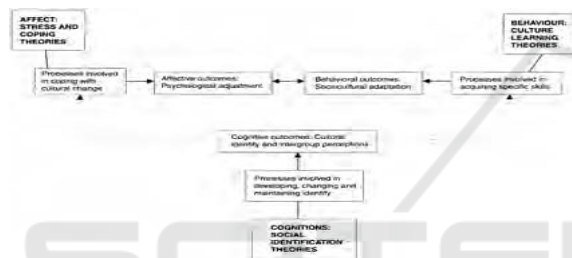 AFFECT:
STRESS AND
COPING
THEORIES
BEHAVIOUR:
CULTURE
LEARNING
THEORIES
Processes involved
in coping with
cultural change
Affective outcomes:
Psychological adjustment
Behavioral outcomes:
Sociocultural adaptation
Processes involved in
acquiring specific skills
Cognitive outcomes: Cultural
identity and intergroup perceptions
Processes involved in
developing, changing and
maintaining identity
COGNITIONS:
SOCIAL
IDENTIFICATION
THEORIES